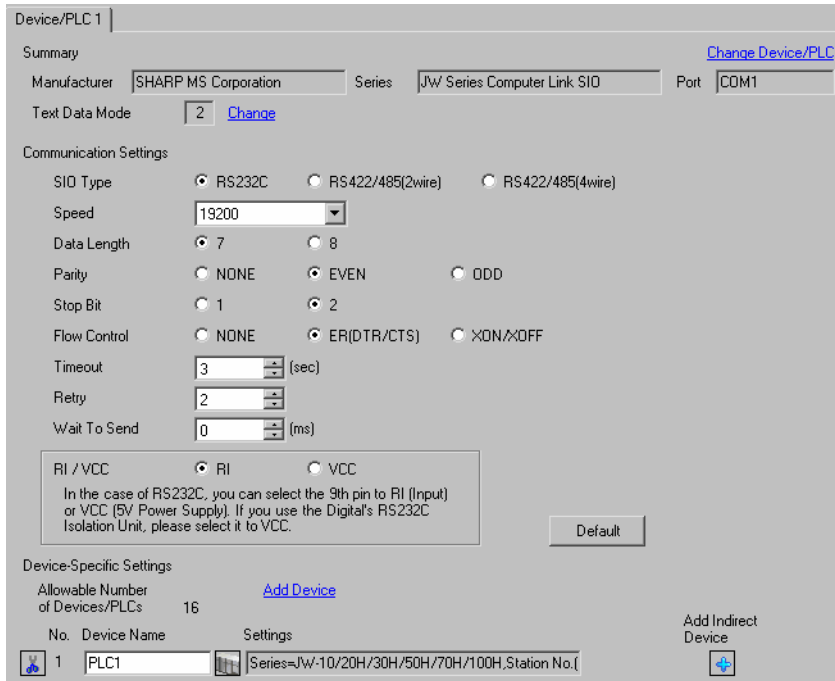 Device/PLC 1
Summary
Change Device/PLC
Manufacturer SHARP MS Corporation Series JW Series Computer Link SIO Port COM1
Text Data Mode 2 Change
Communication Settings
SIO Type RS232C RS422/485(2wire) RS422/485(4wire)
Speed 19200
Data Length 7 8
Parity NONE EVEN ODD
Stop Bit 1 2
Flow Control NONE ER(DTR/CTS) XON/XOFF
Timeout 3 (sec)
Retry 2
Wait To Send 0 (ms)
RI / VCC RI VCC
In the case of RS232C, you can select the 9th pin to RI (Input)
or VCC (5V Power Supply). If you use the Digital's RS232C
Isolation Unit, please select it to VCC.
Default
Device-Specific Settings
Allowable Number
of Devices/PLCs 16
Add Device
Add Indirect
Device
No. Device Name Settings
1 PLC1 Series=JW-10/20H/30H/50H/70H/100H,Station No.(